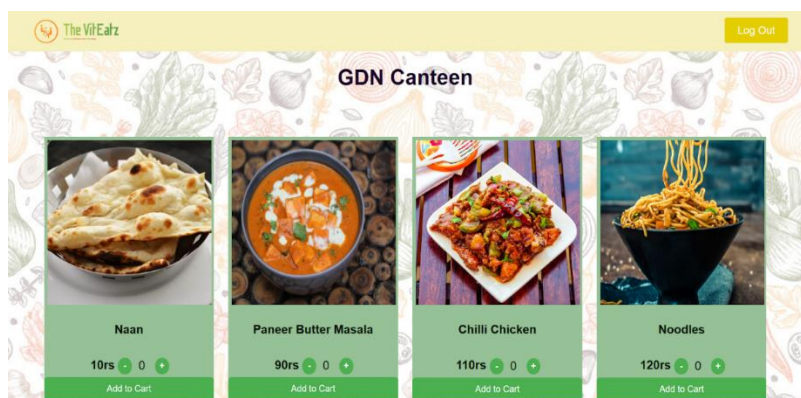 The VitEatz
Log Out
GDN Canteen
Naan
Paneer Butter Masala
Chilli Chicken
Noodles
10rs - 0 +
90rs - 0 +
110rs - 0 +
120rs - 0 +
Add to Cart
Add to Cart
Add to Cart
Add to Cart